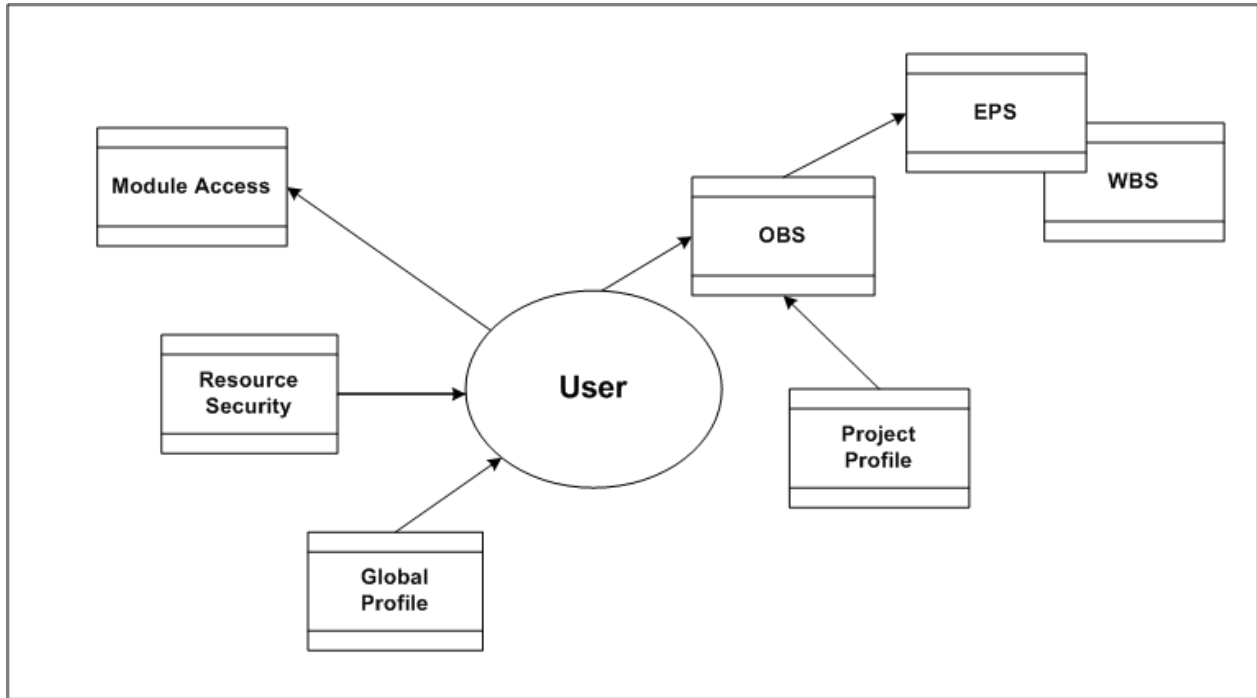 EPS
WBS
Module Access
OBS
Resource
Security
User
Project
Profile
Global
Profile